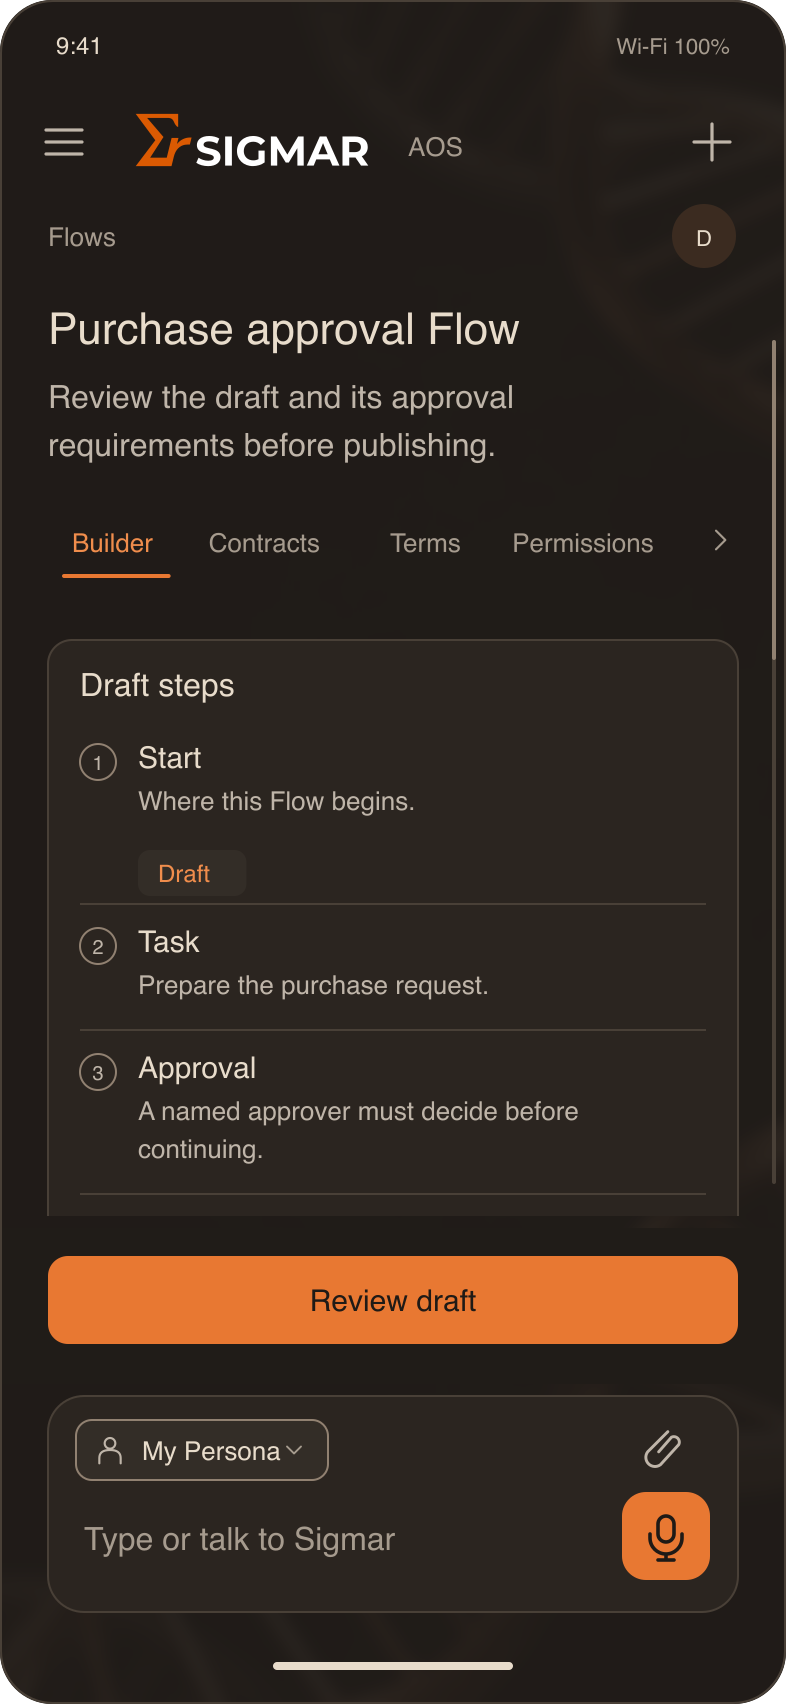 9:41
Wi-Fi 100%
Σr SIGMAR
AOS
Flows
D
Purchase approval Flow
Review the draft and its approval
requirements before publishing.
Builder
Contracts
Terms
Permissions
Draft steps
1
Start
Where this Flow begins.
Draft
2
Task
Prepare the purchase request.
3
Approval
A named approver must decide before
continuing.
Review draft
My Persona
Type or talk to Sigmar